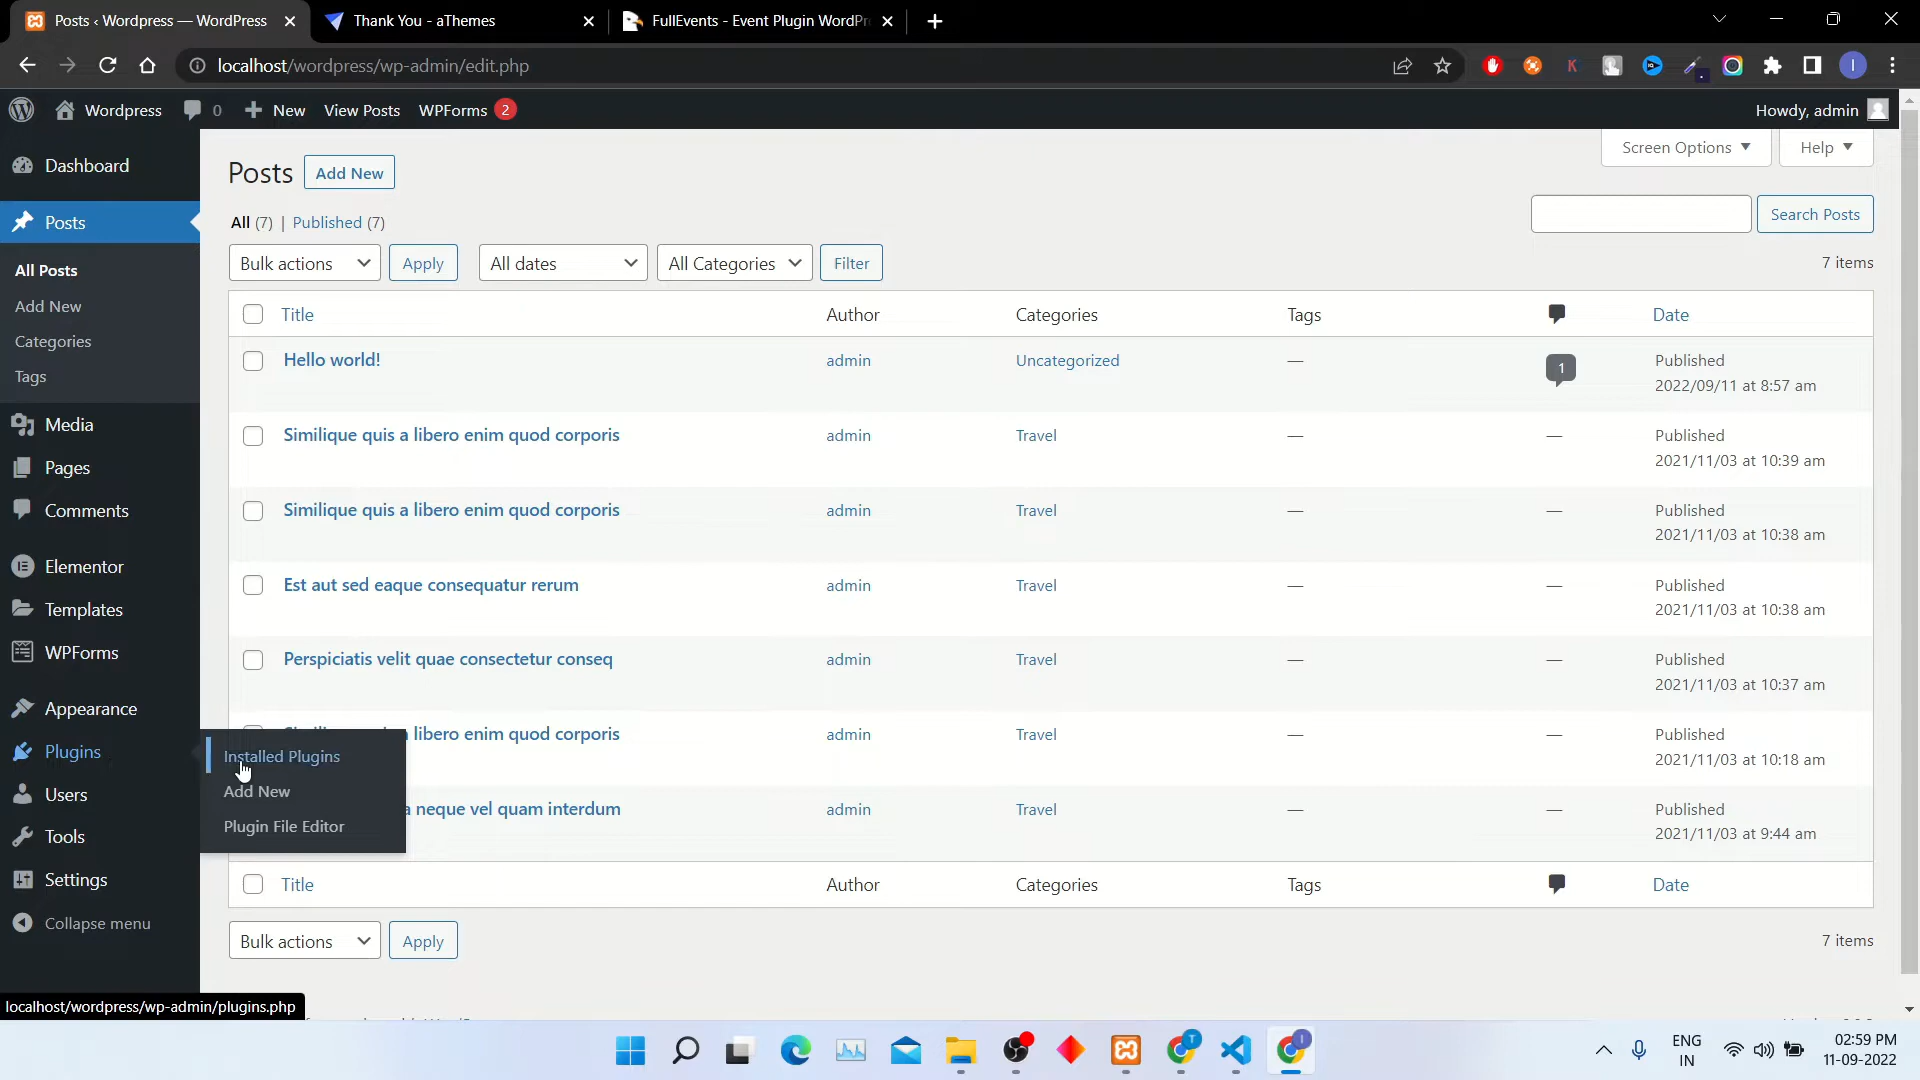 Posts ‹ Wordpress — WordPress
Thank You - aThemes
FullEvents - Event Plugin WordPr
localhost/wordpress/wp-admin/edit.php
K
I
Wordpress
0
New
View Posts
WPForms 2
Howdy, admin
Dashboard
Posts
All Posts
Add New
Categories
Tags
Media
Pages
Comments
Elementor
Templates
WPForms
Appearance
Plugins
Users
Tools
Settings
Collapse menu
Installed Plugins
Add New
Plugin File Editor
Posts Add New
Screen Options
Help
All (7) | Published (7)
Search Posts
Bulk actions Apply All dates All Categories Filter
7 items
Title Author Categories Tags Date
Hello world! admin Uncategorized — 1 Published
2022/09/11 at 8:57 am
Similique quis a libero enim quod corporis admin Travel — — Published
2021/11/03 at 10:39 am
Similique quis a libero enim quod corporis admin Travel — — Published
2021/11/03 at 10:38 am
Est aut sed eaque consequatur rerum admin Travel — — Published
2021/11/03 at 10:38 am
Perspiciatis velit quae consectetur conseq admin Travel — — Published
2021/11/03 at 10:37 am
libero enim quod corporis admin Travel — — Published
2021/11/03 at 10:18 am
a neque vel quam interdum admin Travel — — Published
2021/11/03 at 9:44 am
Title Author Categories Tags Date
Bulk actions Apply
7 items
localhost/wordpress/wp-admin/plugins.php
T
I
ENG
IN
02:59 PM
11-09-2022